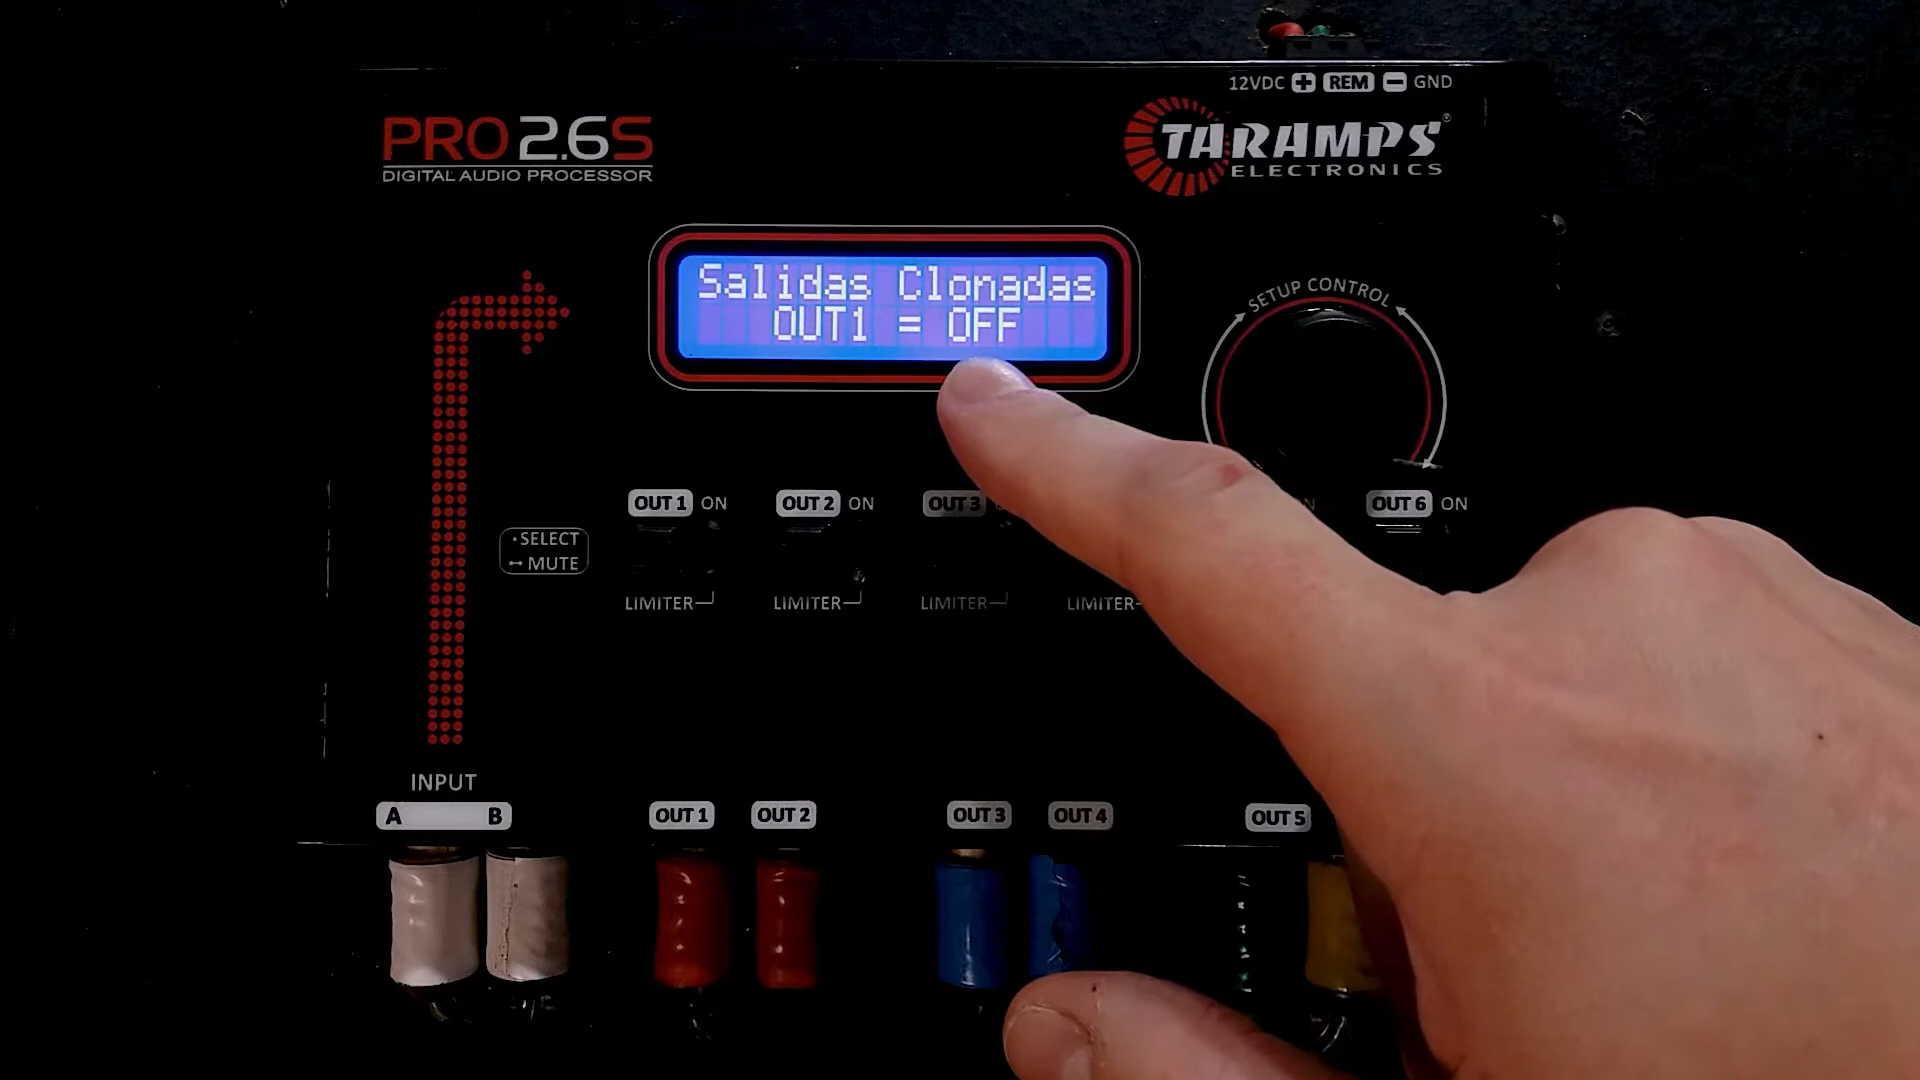 12VDC + REM - GND
PRO 2.6S
DIGITAL AUDIO PROCESSOR
TARAMPS®
ELECTRONICS
Salidas Clonadas
OUT1 = OFF
SETUP CONTROL
OUT 1 ON
OUT 2 ON
OUT 3
OUT 6 ON
SELECT
MUTE
LIMITER
LIMITER
LIMITER
LIMITER
INPUT
A B
OUT 1
OUT 2
OUT 3
OUT 4
OUT 5